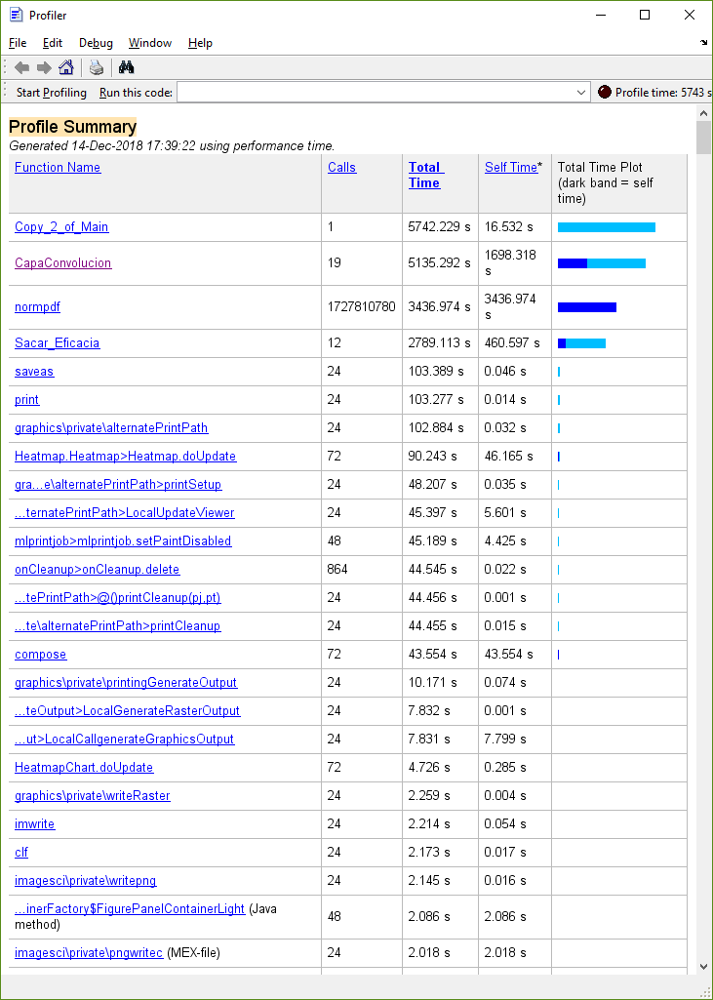 Profiler
File Edit Debug Window Help
Start Profiling Run this code: Profile time: 5743 s
Profile Summary
Generated 14-Dec-2018 17:39:22 using performance time.
Function Name Calls Total Time Self Time* Total Time Plot (dark band = self time)
Copy_2_of_Main 1 5742.229 s 16.532 s
CapaConvolucion 19 5135.292 s 1698.318 s
normpdf 1727810780 3436.974 s 3436.974 s
Sacar_Eficacia 12 2789.113 s 460.597 s
saveas 24 103.389 s 0.046 s
print 24 103.277 s 0.014 s
graphics\private\alternatePrintPath 24 102.884 s 0.032 s
Heatmap.Heatmap>Heatmap.doUpdate 72 90.243 s 46.165 s
gra...e\alternatePrintPath>printSetup 24 48.207 s 0.035 s
...ternatePrintPath>LocalUpdateViewer 24 45.397 s 5.601 s
mlprintjob>mlprintjob.setPaintDisabled 48 45.189 s 4.425 s
onCleanup>onCleanup.delete 864 44.545 s 0.022 s
...tePrintPath>@()printCleanup(pj,pt) 24 44.456 s 0.001 s
...te\alternatePrintPath>printCleanup 24 44.455 s 0.015 s
compose 72 43.554 s 43.554 s
graphics\private\printingGenerateOutput 24 10.171 s 0.074 s
...teOutput>LocalGenerateRasterOutput 24 7.832 s 0.001 s
...ut>LocalCallgenerateGraphicsOutput 24 7.831 s 7.799 s
HeatmapChart.doUpdate 72 4.726 s 0.285 s
graphics\private\writeRaster 24 2.259 s 0.004 s
imwrite 24 2.214 s 0.054 s
clf 24 2.173 s 0.017 s
imagesci\private\writepng 24 2.145 s 0.016 s
...inerFactory$FigurePanelContainerLight (Java method) 48 2.086 s 2.086 s
imagesci\private\pngwritec (MEX-file) 24 2.018 s 2.018 s